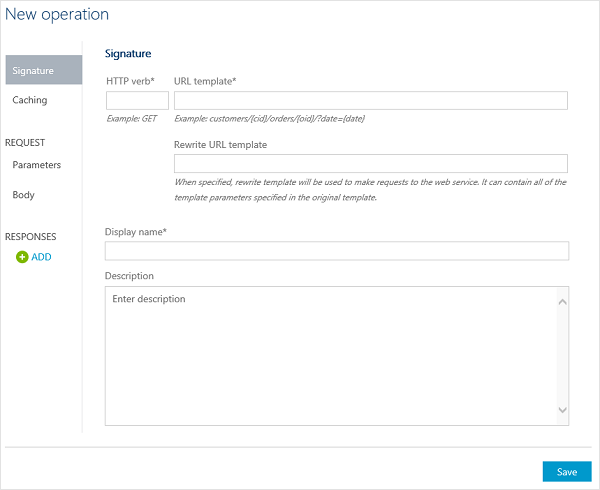 New operation
Signature
Caching
REQUEST
Parameters
Body
RESPONSES
ADD
Signature
HTTP verb* URL template*
Example: GET Example: customers/{cid}/orders/{oid}/?date={date}
Rewrite URL template
When specified, rewrite template will be used to make requests to the web service. It can contain all of the
template parameters specified in the original template.
Display name*
Description
Enter description
Save